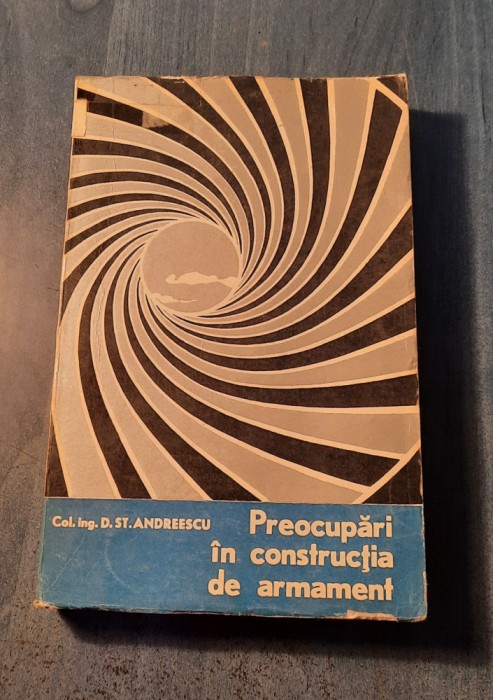 Col. ing. D. ST. ANDREESCU
Preocupări
în construcţia
de armament